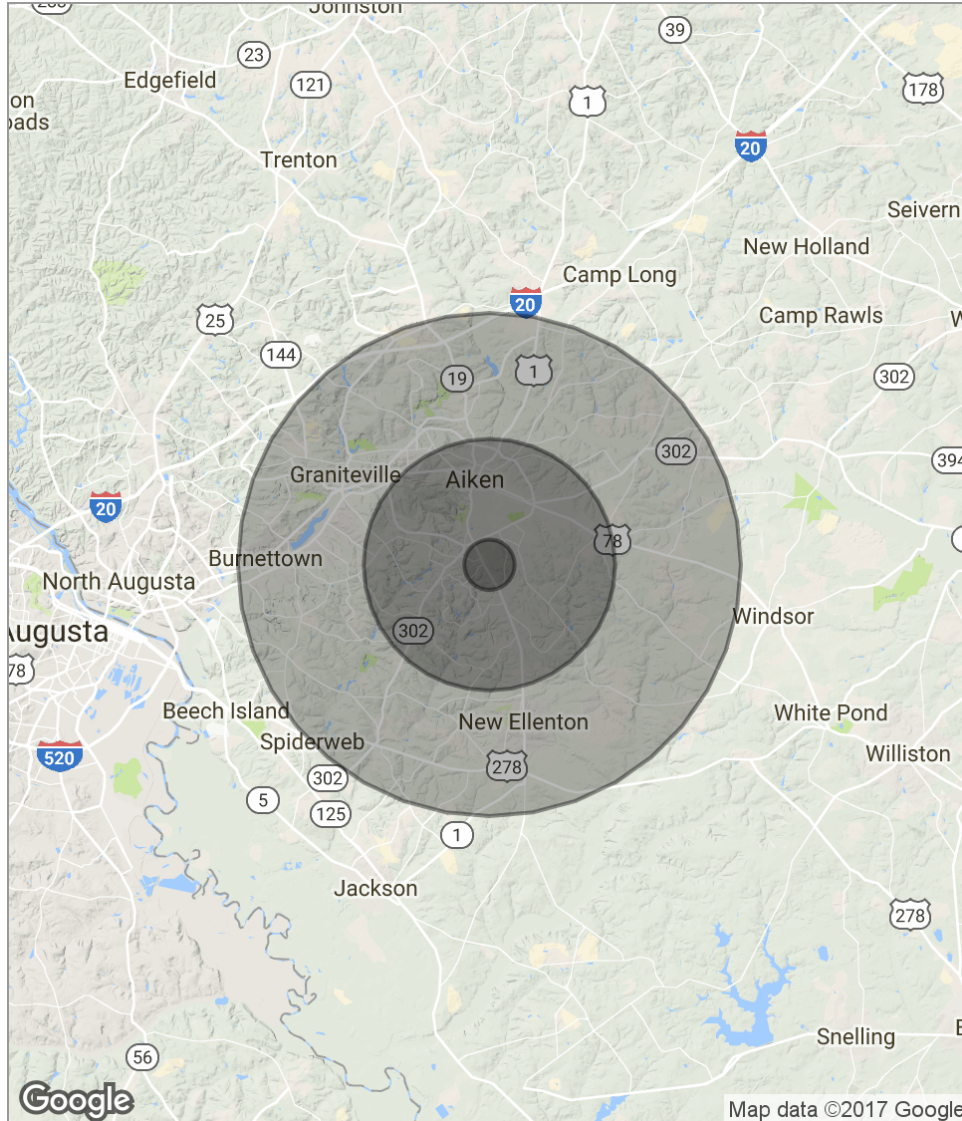 Johnston
39
23
Edgefield
121
178
1
on
oads
20
Trenton
Seivern
New Holland
Camp Long
20
Camp Rawls
25
W
144
19
1
302
302
Graniteville
Aiken
394
20
78
Burnettown
North Augusta
Windsor
Augusta
302
78
Beech Island
New Ellenton
White Pond
Spiderweb
520
278
Williston
302
5
125
1
Jackson
278
Snelling
E
56
Google
Map data ©2017 Google